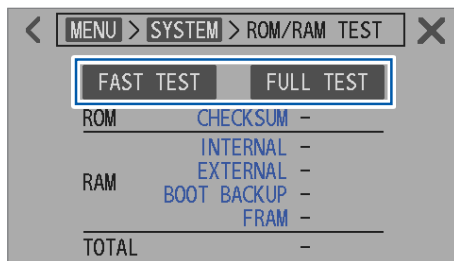 MENU > SYSTEM > ROM/RAM TEST
FAST TEST FULL TEST
ROM CHECKSUM –
INTERNAL –
RAM EXTERNAL –
BOOT BACKUP –
FRAM –
TOTAL –